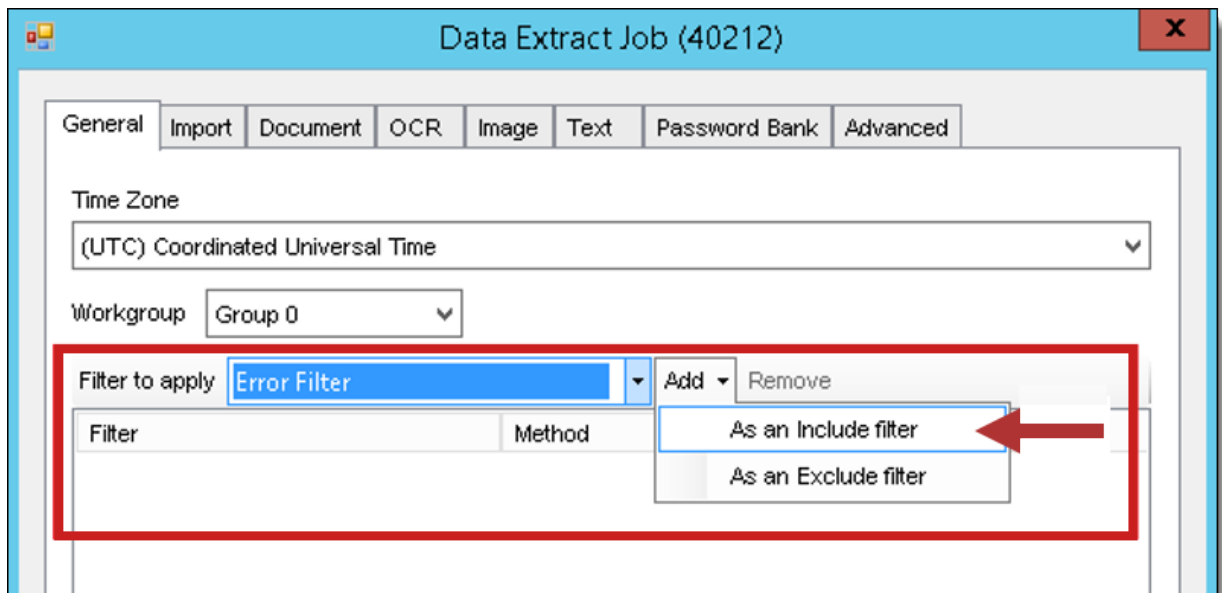 Data Extract Job (40212)
X
General Import Document OCR Image Text Password Bank Advanced
Time Zone
(UTC) Coordinated Universal Time
Workgroup Group 0
Filter to apply Error Filter Add Remove
Filter Method
As an Include filter
As an Exclude filter